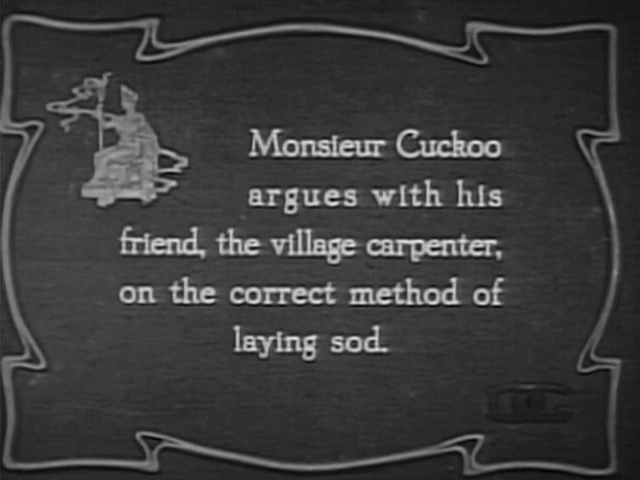 Monsieur Cuckoo
argues with his
friend, the village carpenter,
on the correct method of
laying sod.